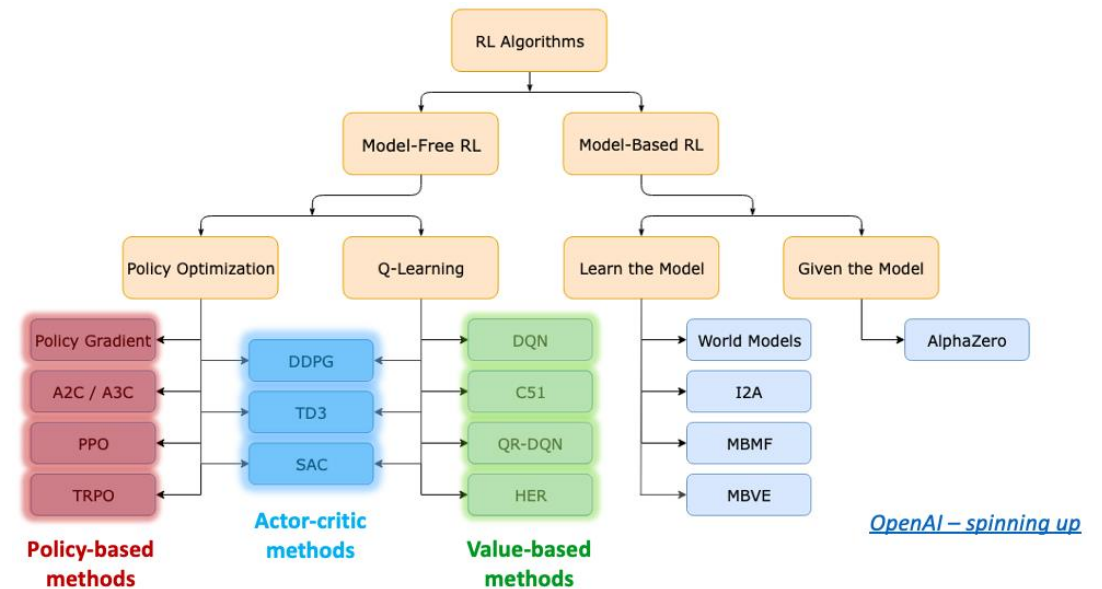 RL Algorithms
Model-Free RL
Model-Based RL
Policy Optimization
Q-Learning
Learn the Model
Given the Model
Policy Gradient
DDPG
DQN
World Models
AlphaZero
A2C / A3C
TD3
C51
I2A
PPO
SAC
QR-DQN
MBMF
TRPO
HER
MBVE
Policy-based
methods
Actor-critic
methods
Value-based
methods
OpenAI – spinning up